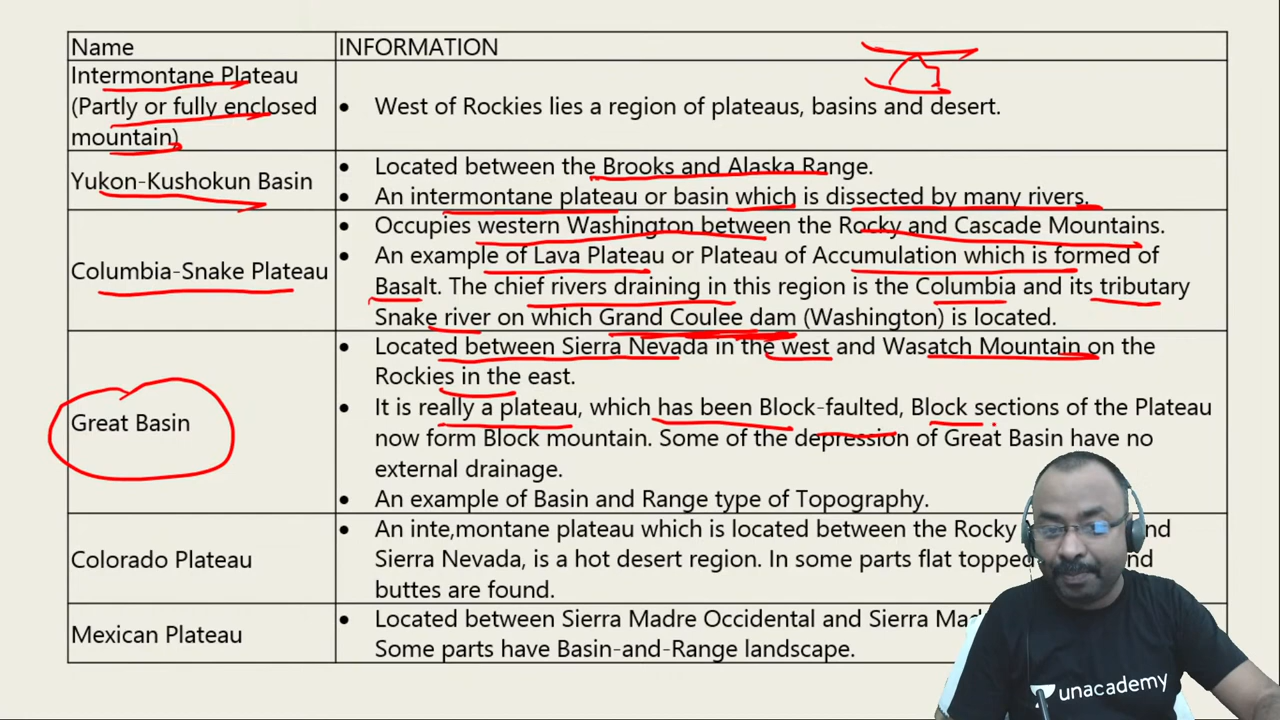 Name
INFORMATION
Intermontane Plateau
(Partly or fully enclosed
mountain)
• West of Rockies lies a region of plateaus, basins and desert.
Yukon-Kushokun Basin
• Located between the Brooks and Alaska Range.
• An intermontane plateau or basin which is dissected by many rivers.
Columbia-Snake Plateau
• Occupies western Washington between the Rocky and Cascade Mountains.
• An example of Lava Plateau or Plateau of Accumulation which is formed of
Basalt. The chief rivers draining in this region is the Columbia and its tributary
Snake river on which Grand Coulee dam (Washington) is located.
Great Basin
• Located between Sierra Nevada in the west and Wasatch Mountain on the
Rockies in the east.
• It is really a plateau, which has been Block-faulted, Block sections of the Plateau
now form Block mountain. Some of the depression of Great Basin have no
external drainage.
• An example of Basin and Range type of Topography.
Colorado Plateau
• An inte,montane plateau which is located between the Rocky nd
Sierra Nevada, is a hot desert region. In some parts flat topped nd
buttes are found.
Mexican Plateau
• Located between Sierra Madre Occidental and Sierra Mad
Some parts have Basin-and-Range landscape.
unacademy